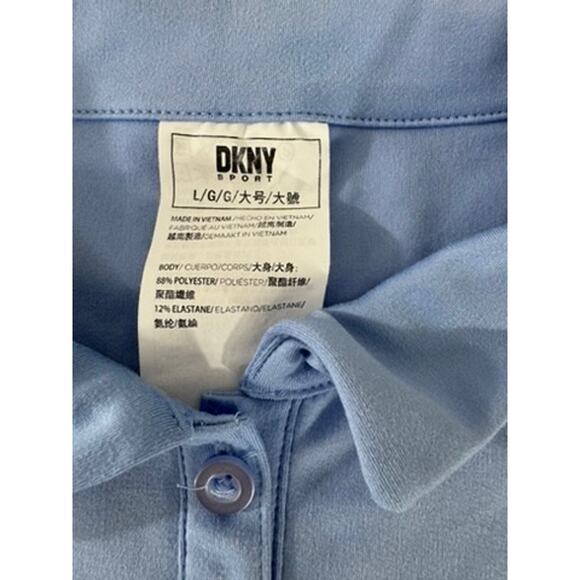 DKNY
SPORT
L/G/G/大号/大號
MADE IN VIETNAM/HECHO EN VIETNAM/
FABRIQUÉ AU VIETNAM/越南制造/
越南製造/GEMAAKT IN VIETNAM
BODY/CUERPO/CORPS/大身/大身:
88% POLYESTER/POLIESTER/聚酯纤维/
聚酯纖維
12% ELASTANE/ELASTANO/ELASTANE/
氨纶/氨綸